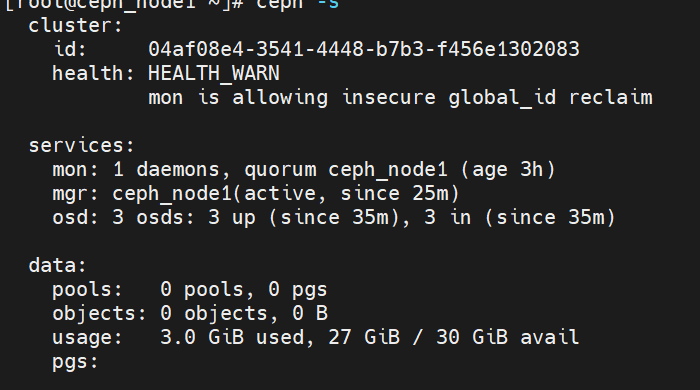 [root@ceph_node1 ~]# ceph -s
cluster:
id: 04af08e4-3541-4448-b7b3-f456e1302083
health: HEALTH_WARN
mon is allowing insecure global_id reclaim
services:
mon: 1 daemons, quorum ceph_node1 (age 3h)
mgr: ceph_node1(active, since 25m)
osd: 3 osds: 3 up (since 35m), 3 in (since 35m)
data:
pools: 0 pools, 0 pgs
objects: 0 objects, 0 B
usage: 3.0 GiB used, 27 GiB / 30 GiB avail
pgs: